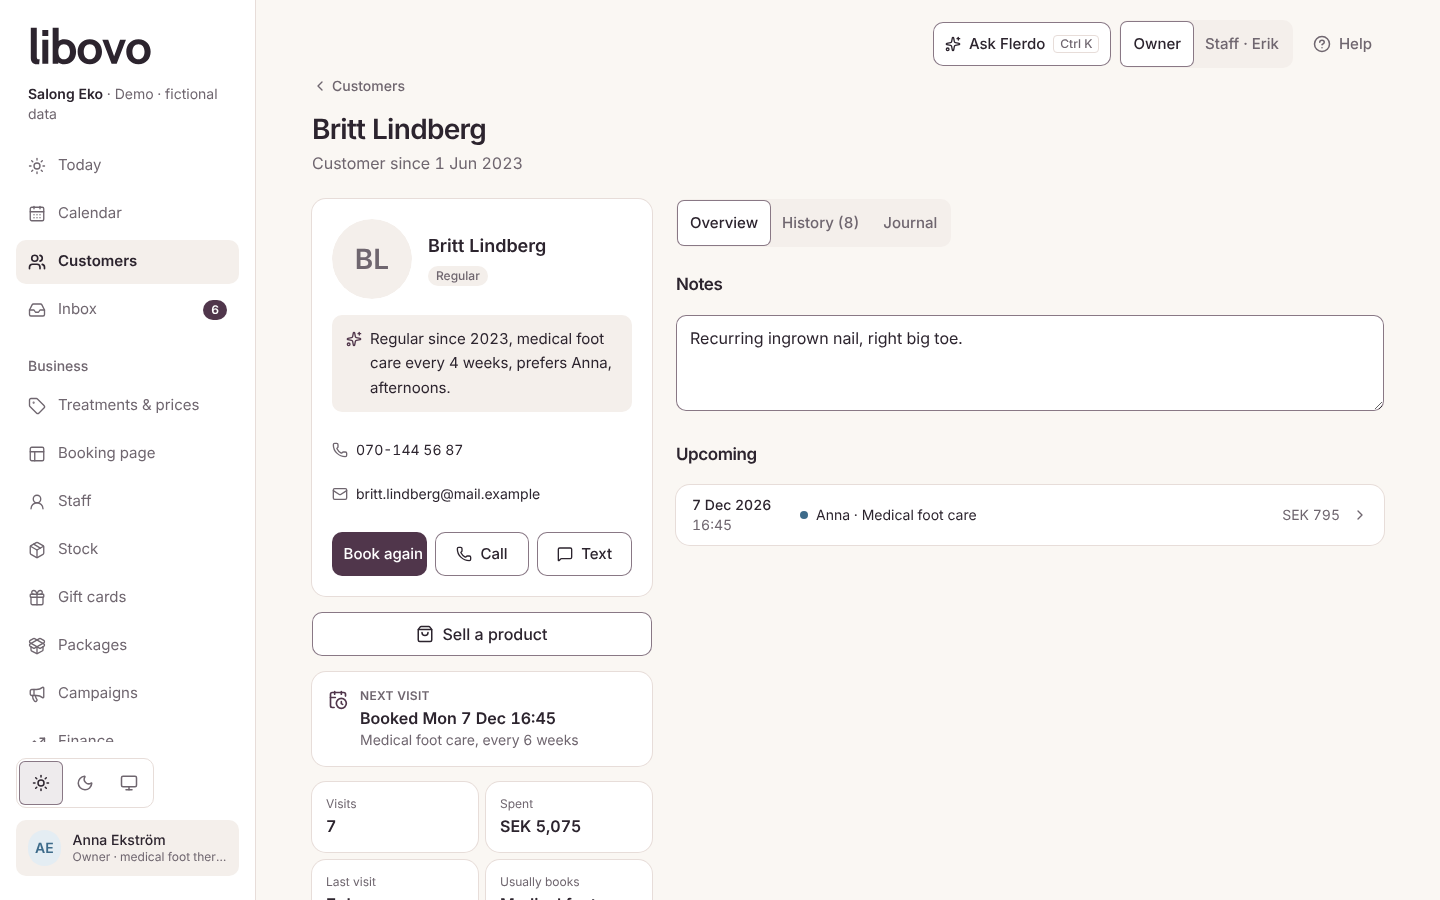 libovo
Salong Eko · Demo · fictional
data
Today
Calendar
Customers
Inbox
6
Business
Treatments & prices
Booking page
Staff
Stock
Gift cards
Packages
Campaigns
Finance
AE
Anna Ekström
Owner · medical foot ther...
Ask Flerdo
Ctrl K
Owner
Staff · Erik
Help
Customers
Britt Lindberg
Customer since 1 Jun 2023
BL
Britt Lindberg
Regular
Regular since 2023, medical foot
care every 4 weeks, prefers Anna,
afternoons.
070-144 56 87
britt.lindberg@mail.example
Book again
Call
Text
Sell a product
NEXT VISIT
Booked Mon 7 Dec 16:45
Medical foot care, every 6 weeks
Visits
7
Spent
SEK 5,075
Last visit
Usually books
Overview
History (8)
Journal
Notes
Recurring ingrown nail, right big toe.
Upcoming
7 Dec 2026
16:45
Anna · Medical foot care
SEK 795